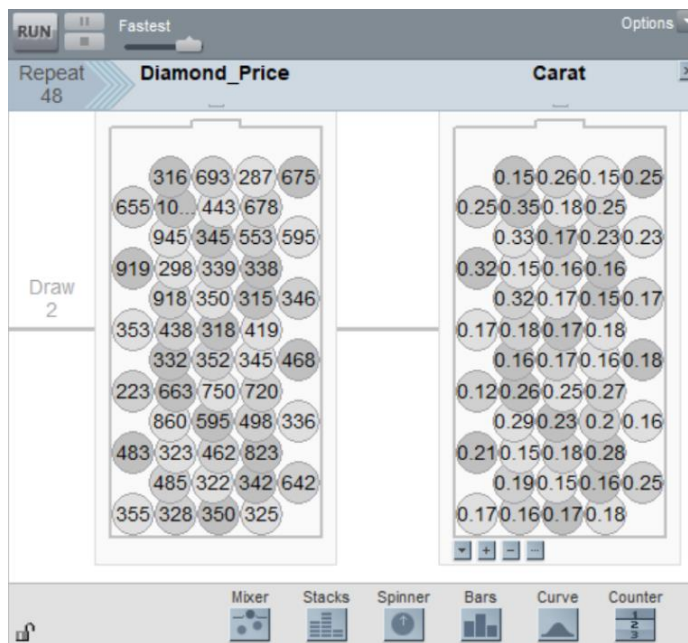 RUN Fastest Options
Repeat 48 Diamond_Price Carat
316 693 287 675 0.15 0.26 0.15 0.25
655 10... 443 678 0.25 0.35 0.18 0.25
945 345 553 595 0.33 0.17 0.23 0.23
919 298 339 338 0.32 0.15 0.16 0.16
Draw 2
918 350 315 346 0.32 0.17 0.15 0.17
353 438 318 419 0.17 0.18 0.17 0.18
332 352 345 468 0.16 0.17 0.16 0.18
223 663 750 720 0.12 0.26 0.25 0.27
860 595 498 336 0.29 0.23 0.2 0.16
483 323 462 823 0.21 0.15 0.18 0.28
485 322 342 642 0.19 0.15 0.16 0.25
355 328 350 325 0.17 0.16 0.17 0.18
Mixer Stacks Spinner Bars Curve Counter
1
2
3